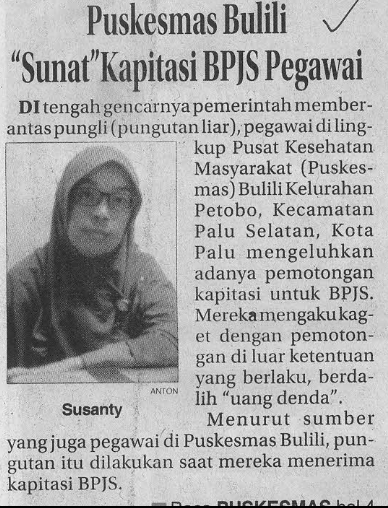 Puskesmas Bulili
"Sunat"Kapitasi BPJS Pegawai
DI tengah gencarnya pemerintah member-
antas pungli (pungutan liar), pegawai di ling-
kup Pusat Kesehatan
Masyarakat (Puskes-
mas) Bulili Kelurahan
Petobo, Kecamatan
Palu Selatan, Kota
Palu mengeluhkan
adanya pemotongan
kapitasi untuk BPJS.
Mereka mengaku kag-
et dengan pemoton-
gan di luar ketentuan
yang berlaku, berda-
lih "uang denda".
ANTON
Susanty
Menurut sumber
yang juga pegawai di Puskesmas Bulili, pun-
gutan itu dilakukan saat mereka menerima
kapitasi BPJS.
PUSKESMAS hal 4